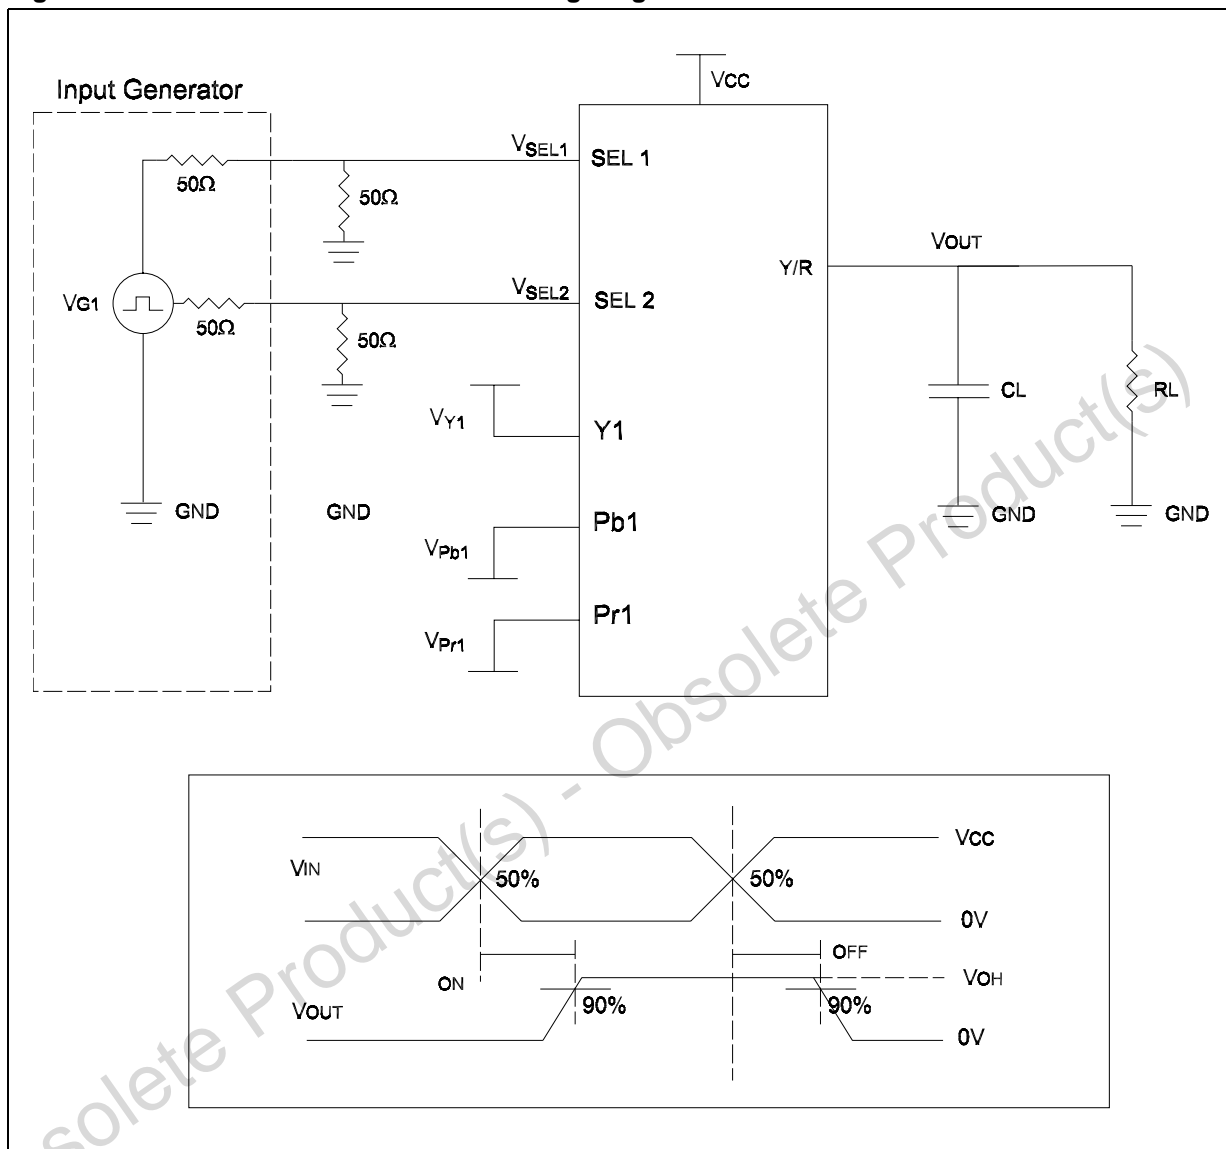 Input Generator
VCC
VSEL1
SEL 1
50Ω
50Ω
VOUT
Y/R
VG1
VSEL2
SEL 2
50Ω
50Ω
CL
RL
VY1
Y1
GND
GND
Pb1
GND
GND
VPb1
Pr1
VPr1
VIN
50%
50%
VCC
0V
ON
OFF
VOH
VOUT
90%
90%
0V
solete Product(s) - Obsolete Product(s)